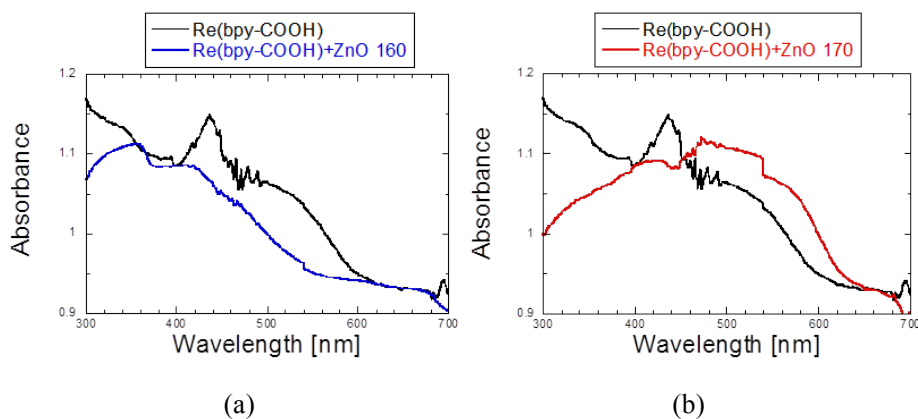 Re(bpy-COOH)
Re(bpy-COOH)+ZnO 160
1.2
1.1
1
0.9
Absorbance
300 400 500 600 700
Wavelength [nm]
(a)
Re(bpy-COOH)
Re(bpy-COOH)+ZnO 170
1.2
1.1
1
0.9
Absorbance
300 400 500 600 700
Wavelength [nm]
(b)